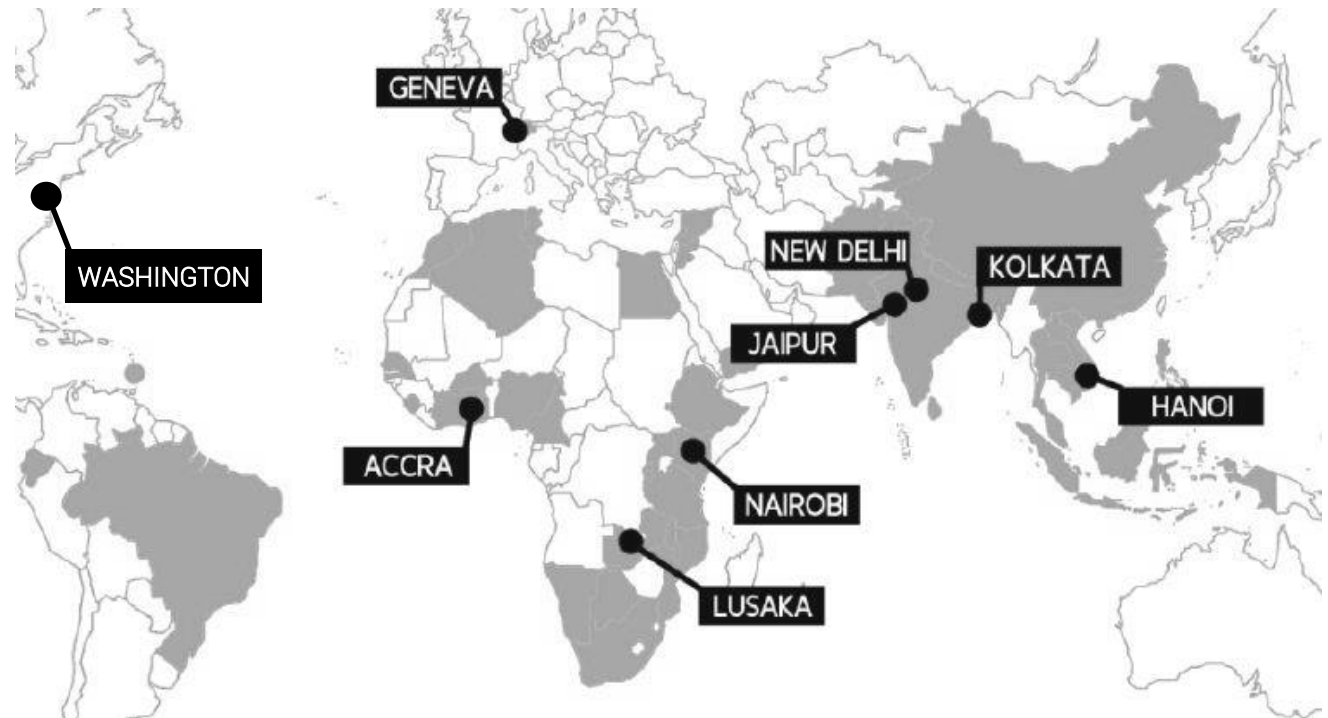 GENEVA
WASHINGTON
NEW DELHI
KOLKATA
JAIPUR
HANOI
ACCRA
NAIROBI
LUSAKA